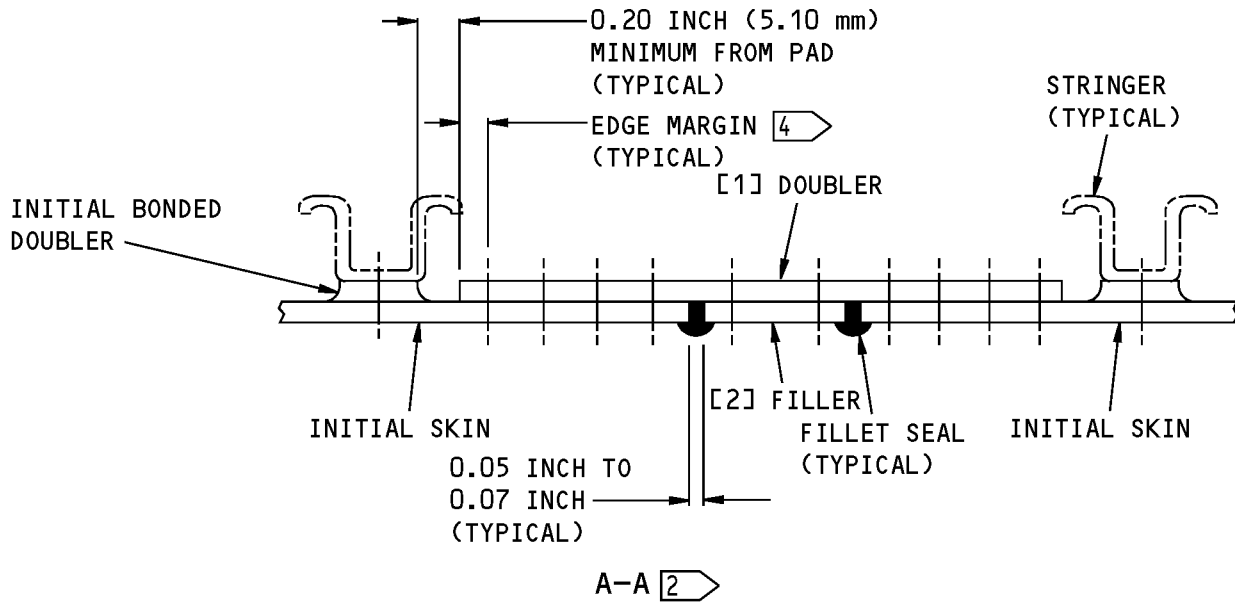 0.20 INCH (5.10 mm)
MINIMUM FROM PAD
(TYPICAL)
STRINGER
(TYPICAL)
EDGE MARGIN 4
(TYPICAL)
[1] DOUBLER
INITIAL BONDED
DOUBLER
[2] FILLER
INITIAL SKIN
FILLET SEAL
(TYPICAL)
INITIAL SKIN
0.05 INCH TO
0.07 INCH
(TYPICAL)
A-A 2